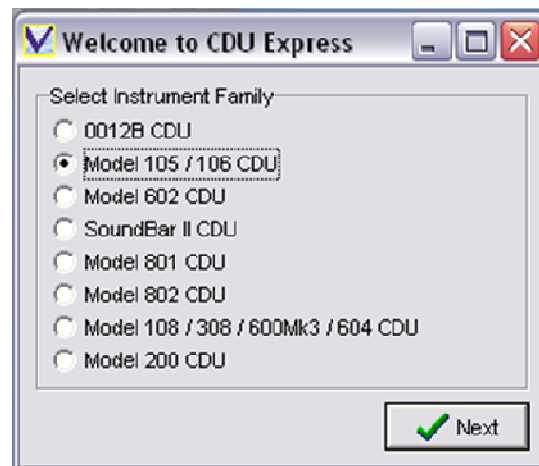 Welcome to CDU Express
Select Instrument Family
0012B CDU
Model 105 / 106 CDU
Model 602 CDU
SoundBar II CDU
Model 801 CDU
Model 802 CDU
Model 108 / 308 / 600Mk3 / 604 CDU
Model 200 CDU
Next